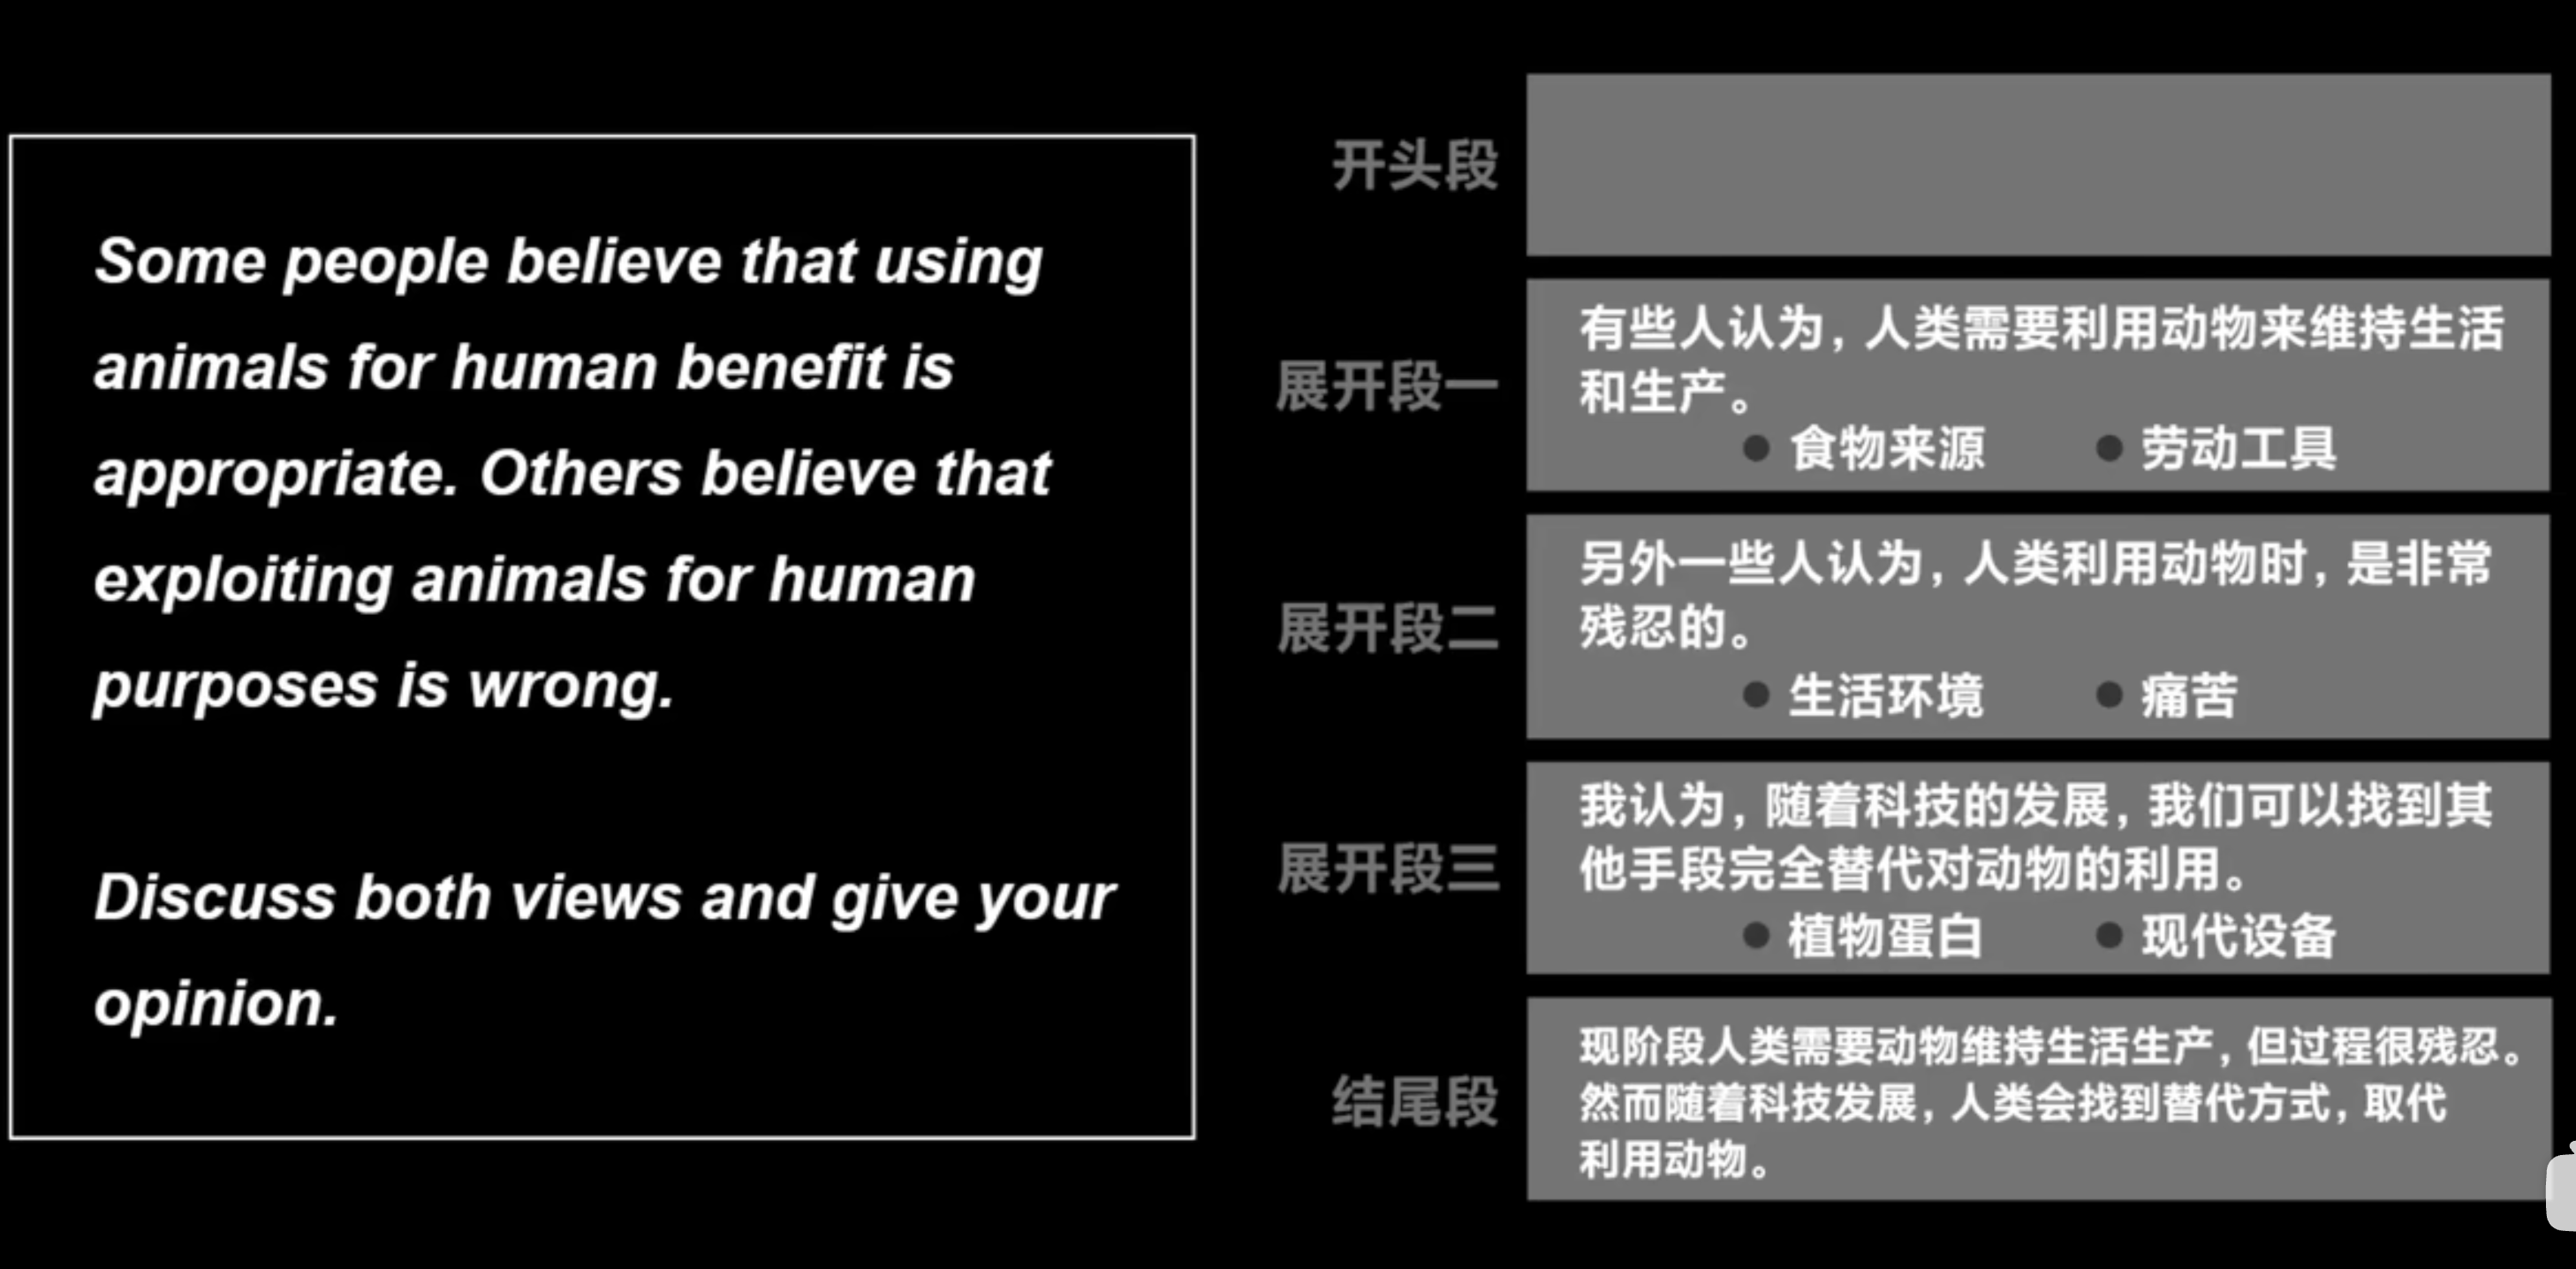 Some people believe that using
animals for human benefit is
appropriate. Others believe that
exploiting animals for human
purposes is wrong.
Discuss both views and give your
opinion.
开头段
展开段一
有些人认为，人类需要利用动物来维持生活
和生产。
● 食物来源 ● 劳动工具
展开段二
另外一些人认为，人类利用动物时，是非常
残忍的。
● 生活环境 ● 痛苦
展开段三
我认为，随着科技的发展，我们可以找到其
他手段完全替代对动物的利用。
● 植物蛋白 ● 现代设备
结尾段
现阶段人类需要动物维持生活生产，但过程很残忍。
然而随着科技发展，人类会找到替代方式，取代
利用动物。